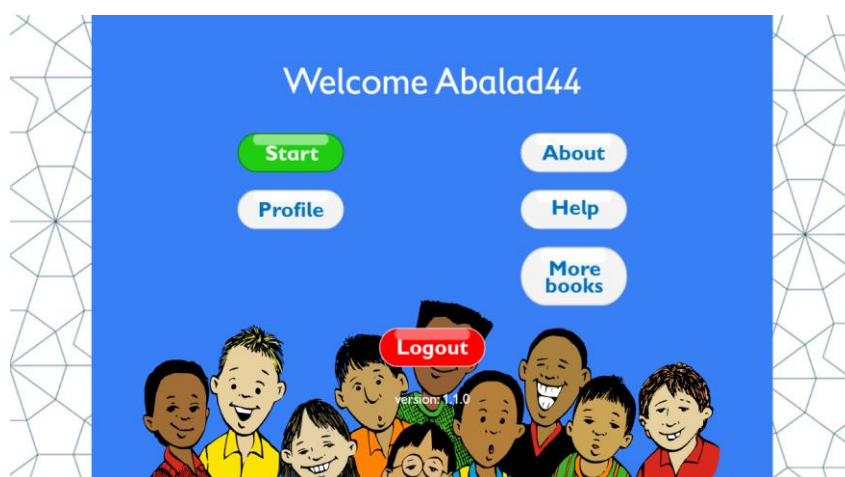 Welcome Abalad44
Start
About
Profile
Help
More
books
Logout
version: 1.1.0